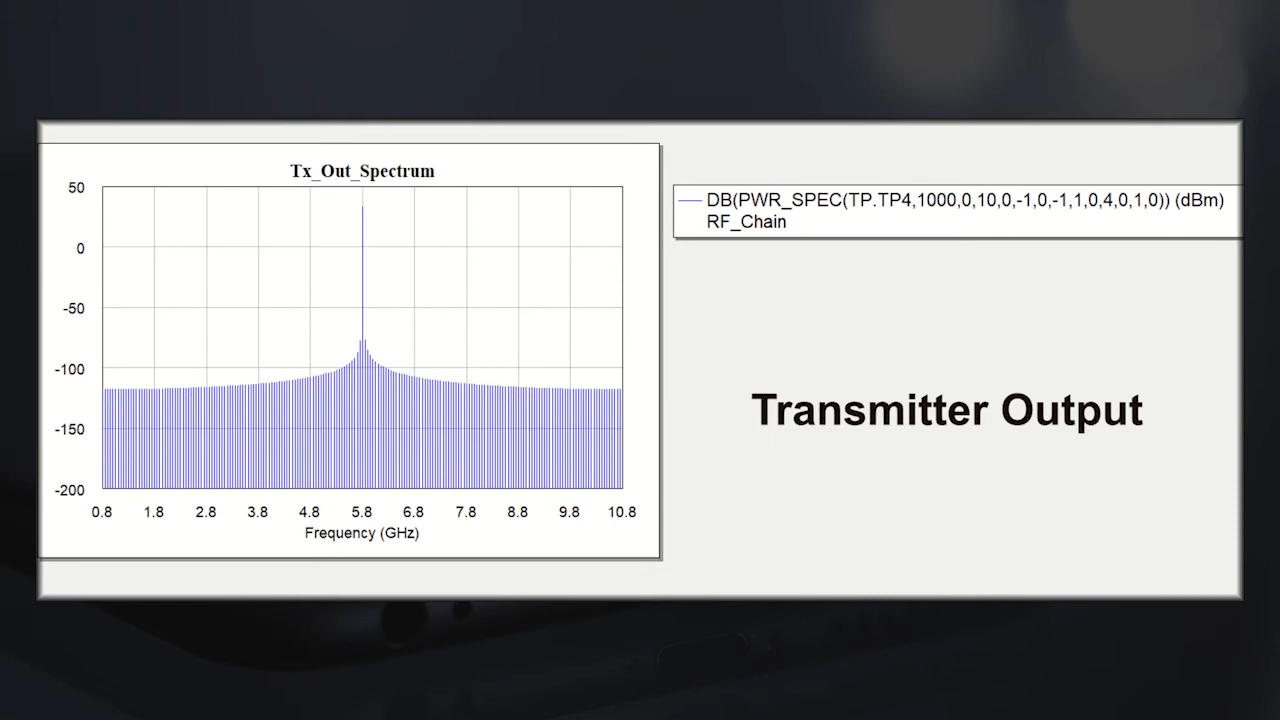 Tx_Out_Spectrum
50
0
-50
-100
-150
-200
0.8 1.8 2.8 3.8 4.8 5.8 6.8 7.8 8.8 9.8 10.8
Frequency (GHz)
DB(PWR_SPEC(TP.TP4,1000,0,10,0,-1,0,-1,1,0,4,0,1,0)) (dBm)
RF_Chain
Transmitter Output